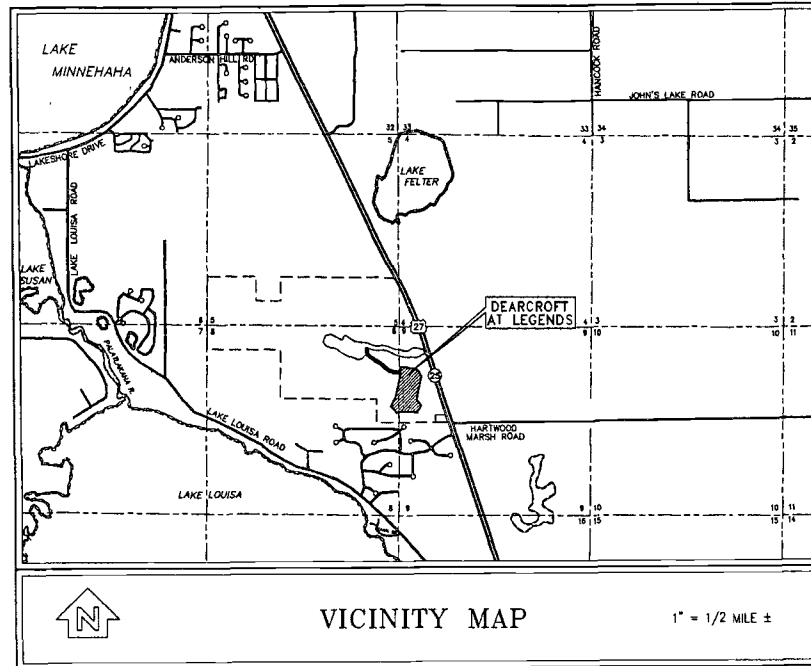 LAKE
MINNEHAHA
ANDERSON HILL RD
HANCOCK ROAD
JOHN'S LAKE ROAD
LAKESHORE DRIVE
32 33
5 4
33 34
4 3
34 35
3 2
LAKE
FELTER
LAKE LOUISA ROAD
LAKE
SUSAN
PALATLAKAHA R.
DEARCROFT
AT LEGENDS
6 5
7 8
5 4
8 9
27
4 3
9 10
3 2
10 11
25
LAKE LOUISA ROAD
HARTWOOD
MARSH ROAD
LAKE LOUISA
8 9
9 10
16 15
10 11
15 14
N
VICINITY MAP
1" = 1/2 MILE ±